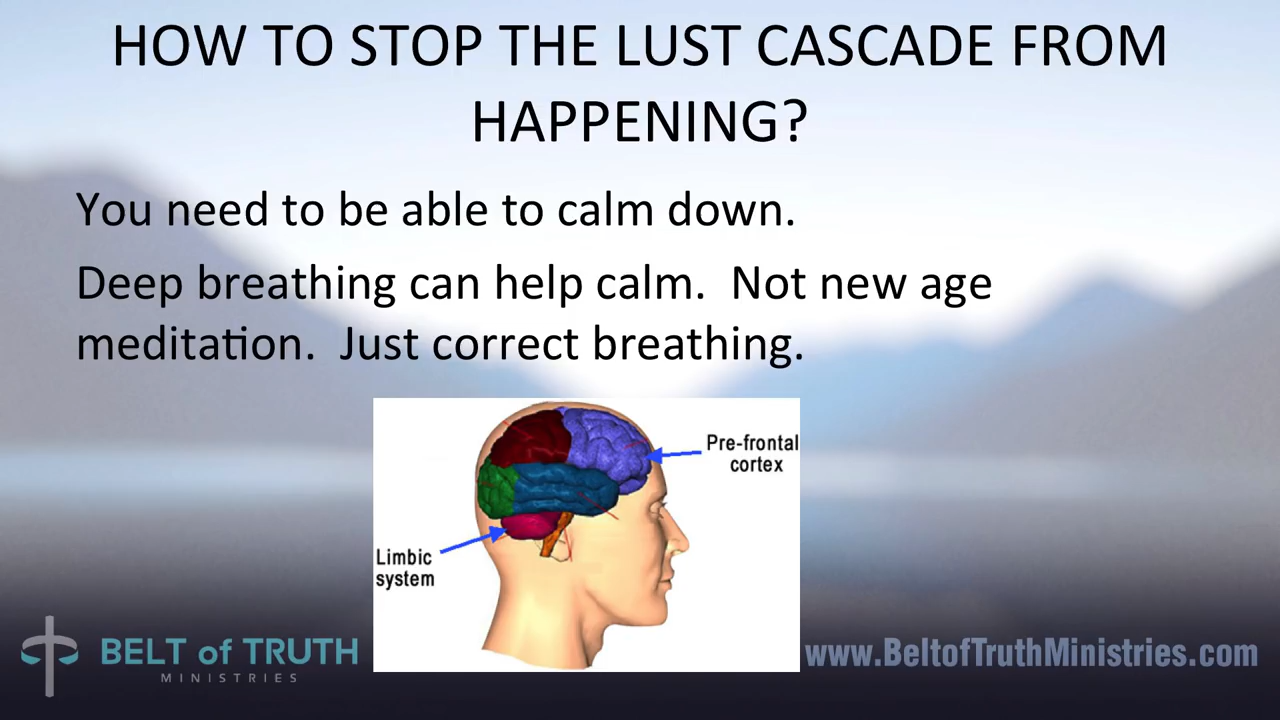 HOW TO STOP THE LUST CASCADE FROM
HAPPENING?
You need to be able to calm down.
Deep breathing can help calm.  Not new age
meditation.  Just correct breathing.
Pre-frontal
cortex
Limbic
system
BELT of TRUTH
MINISTRIES
www.BeltofTruthMinistries.com